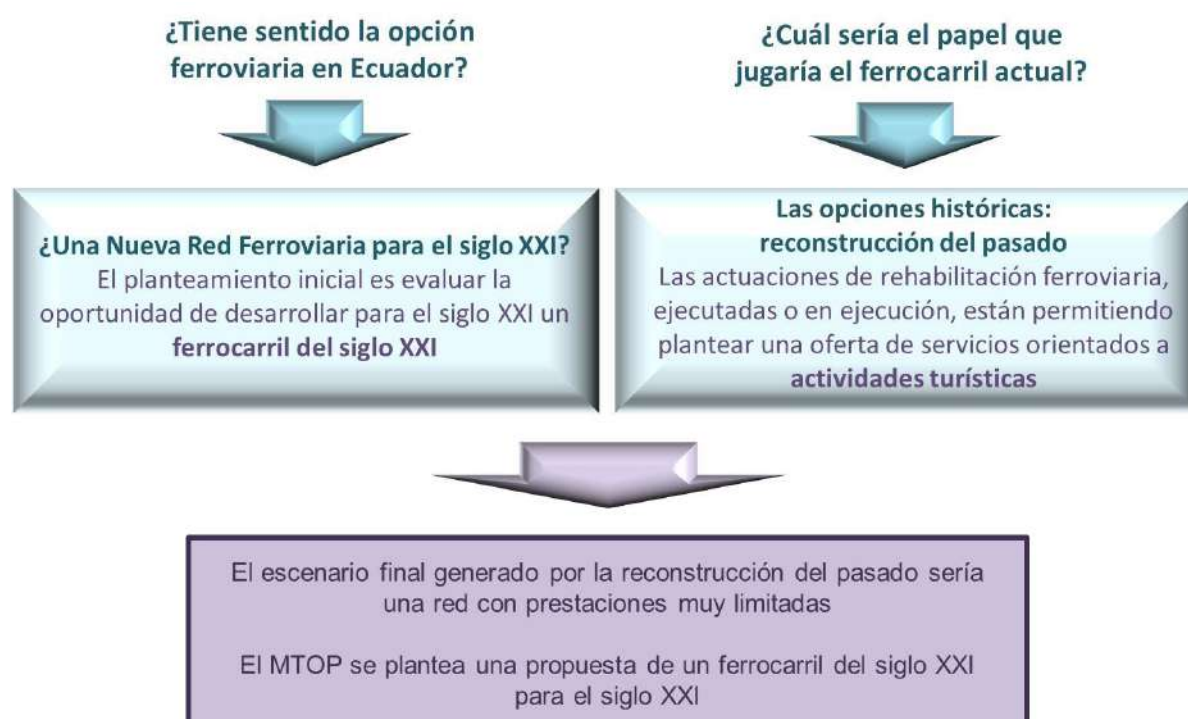 ¿Tiene sentido la opción
ferroviaria en Ecuador?
¿Cuál sería el papel que
jugaría el ferrocarril actual?
¿Una Nueva Red Ferroviaria para el siglo XXI?
El planteamiento inicial es evaluar la
oportunidad de desarrollar para el siglo XXI un
ferrocarril del siglo XXI
Las opciones históricas:
reconstrucción del pasado
Las actuaciones de rehabilitación ferroviaria,
ejecutadas o en ejecución, están permitiendo
plantear una oferta de servicios orientados a
actividades turísticas
El escenario final generado por la reconstrucción del pasado sería
una red con prestaciones muy limitadas
El MTOP se plantea una propuesta de un ferrocarril del siglo XXI
para el siglo XXI